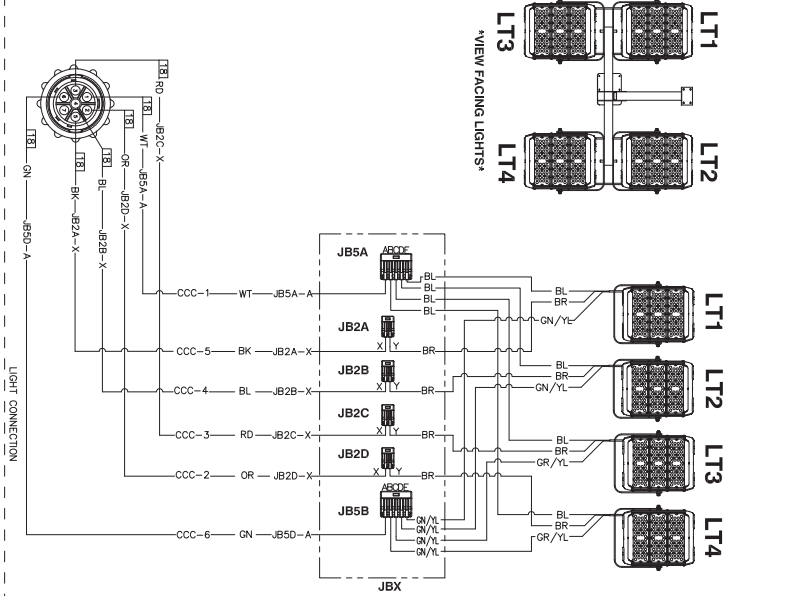 LT3
LT1
*VIEW FACING LIGHTS*
LT4
LT2
18
RD
JB2C-X
18
WT
JB5A-A
18
OR
JB2D-X
18
BL
JB2B-X
18
BK
JB2A-X
18
GN
JB5D-A
LIGHT CONNECTION
JB5A
ABCDEF
BL
BL
BL
BL
CCC-1 WT JB5A-A
JB2A
X Y
CCC-5 BK JB2A-X BR
JB2B
X Y
CCC-4 BL JB2B-X BR
JB2C
X Y
CCC-3 RD JB2C-X BR
JB2D
X Y
CCC-2 OR JB2D-X BR
JB5B
ABCDEF
GN/YL
GN/YL
GN/YL
GN/YL
CCC-6 GN JB5D-A
JBX
BL
BR
GN/YL
LT1
BL
BR
GN/YL
LT2
BL
BR
GR/YL
LT3
BL
BR
GR/YL
LT4